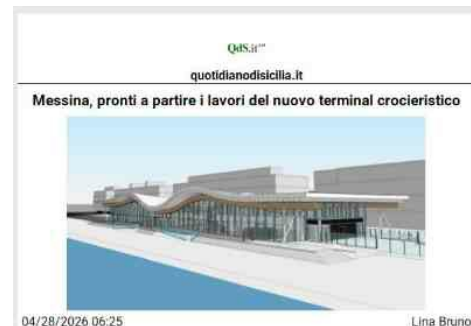 QdS.it
quotidianodisicilia.it
Messina, pronti a partire i lavori del nuovo terminal crocieristico
04/28/2026 06:25
Lina Bruno